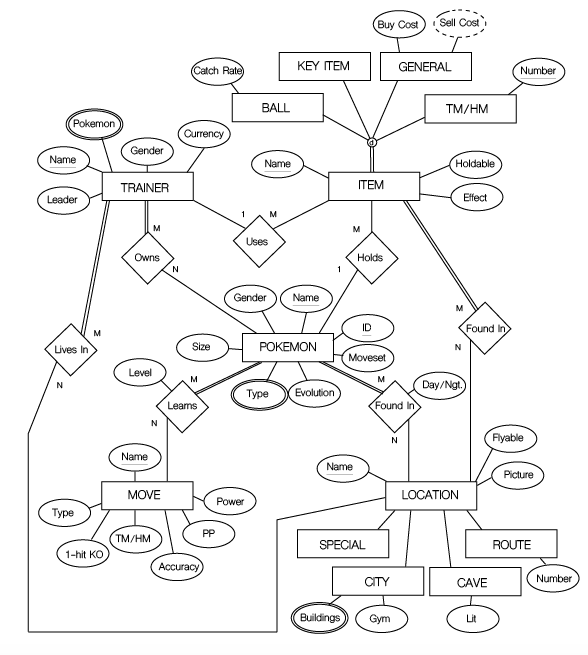 Buy Cost
Sell Cost
KEY ITEM
GENERAL
Catch Rate
Number
BALL
TM/HM
d
Pokemon
Gender
Currency
Name
Leader
TRAINER
Name
ITEM
Holdable
Effect
1
M
Uses
M
Owns
N
M
Holds
1
M
Found In
N
M
Lives In
N
Gender
Name
ID
Size
POKEMON
Moveset
Type
Evolution
Level
M
Learns
N
M
Found In
Day/Ngt.
N
Name
MOVE
Type
Power
1-hit KO
TM/HM
PP
Accuracy
Flyable
Name
Picture
LOCATION
SPECIAL
ROUTE
CITY
CAVE
Number
Buildings
Gym
Lit